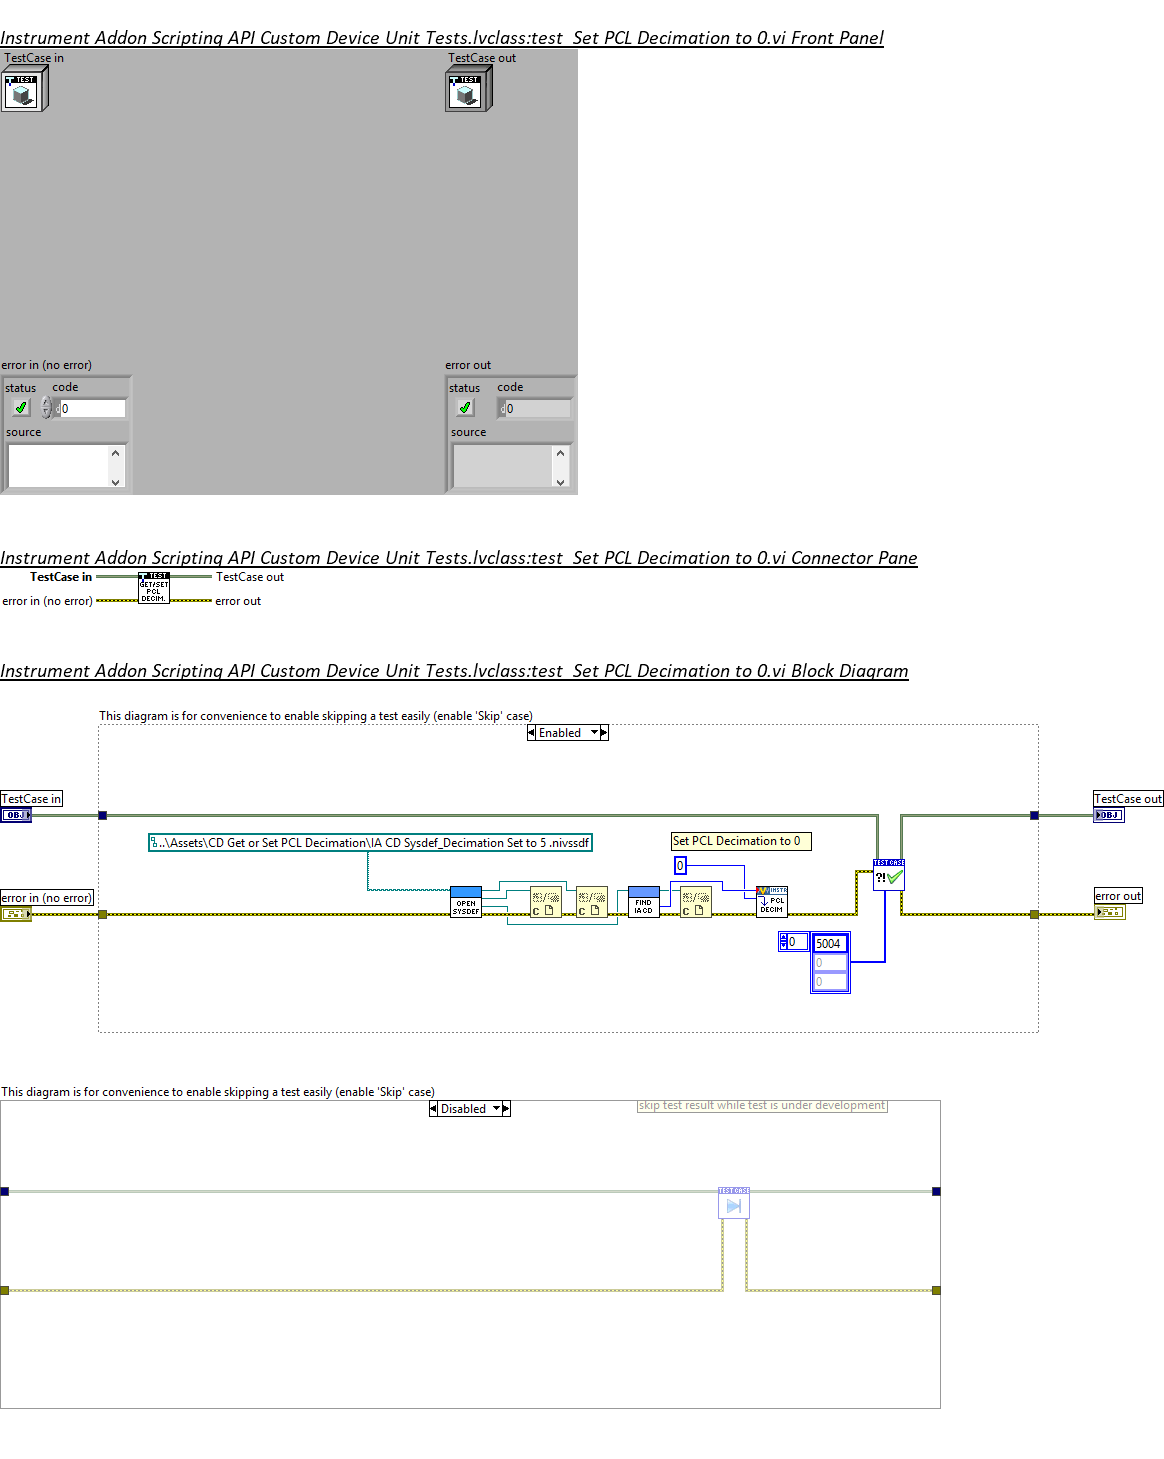 Instrument Addon Scripting API Custom Device Unit Tests.lvclass:test_Set PCL Decimation to 0.vi Front Panel
TestCase in
TestCase out
TEST
TEST
error in (no error)
error out
status code
status code
d 0
d 0
source
source
Instrument Addon Scripting API Custom Device Unit Tests.lvclass:test_Set PCL Decimation to 0.vi Connector Pane
TestCase in
TEST
TestCase out
GET/SET
PCL
DECIM.
error in (no error)
error out
Instrument Addon Scripting API Custom Device Unit Tests.lvclass:test_Set PCL Decimation to 0.vi Block Diagram
This diagram is for convenience to enable skipping a test easily (enable 'Skip' case)
Enabled
TestCase in
OBJ
TestCase out
OBJ
..\Assets\CD Get or Set PCL Decimation\IA CD Sysdef_Decimation Set to 5 .nivssdf
Set PCL Decimation to 0
0
TEST CASE
?!
error in (no error)
error out
OPEN
SYSDEF
C
C
FIND
IACD
C
INSTR
PCL
DECIM
0
5004
0
0
This diagram is for convenience to enable skipping a test easily (enable 'Skip' case)
Disabled
skip test result while test is under development
TEST CASE